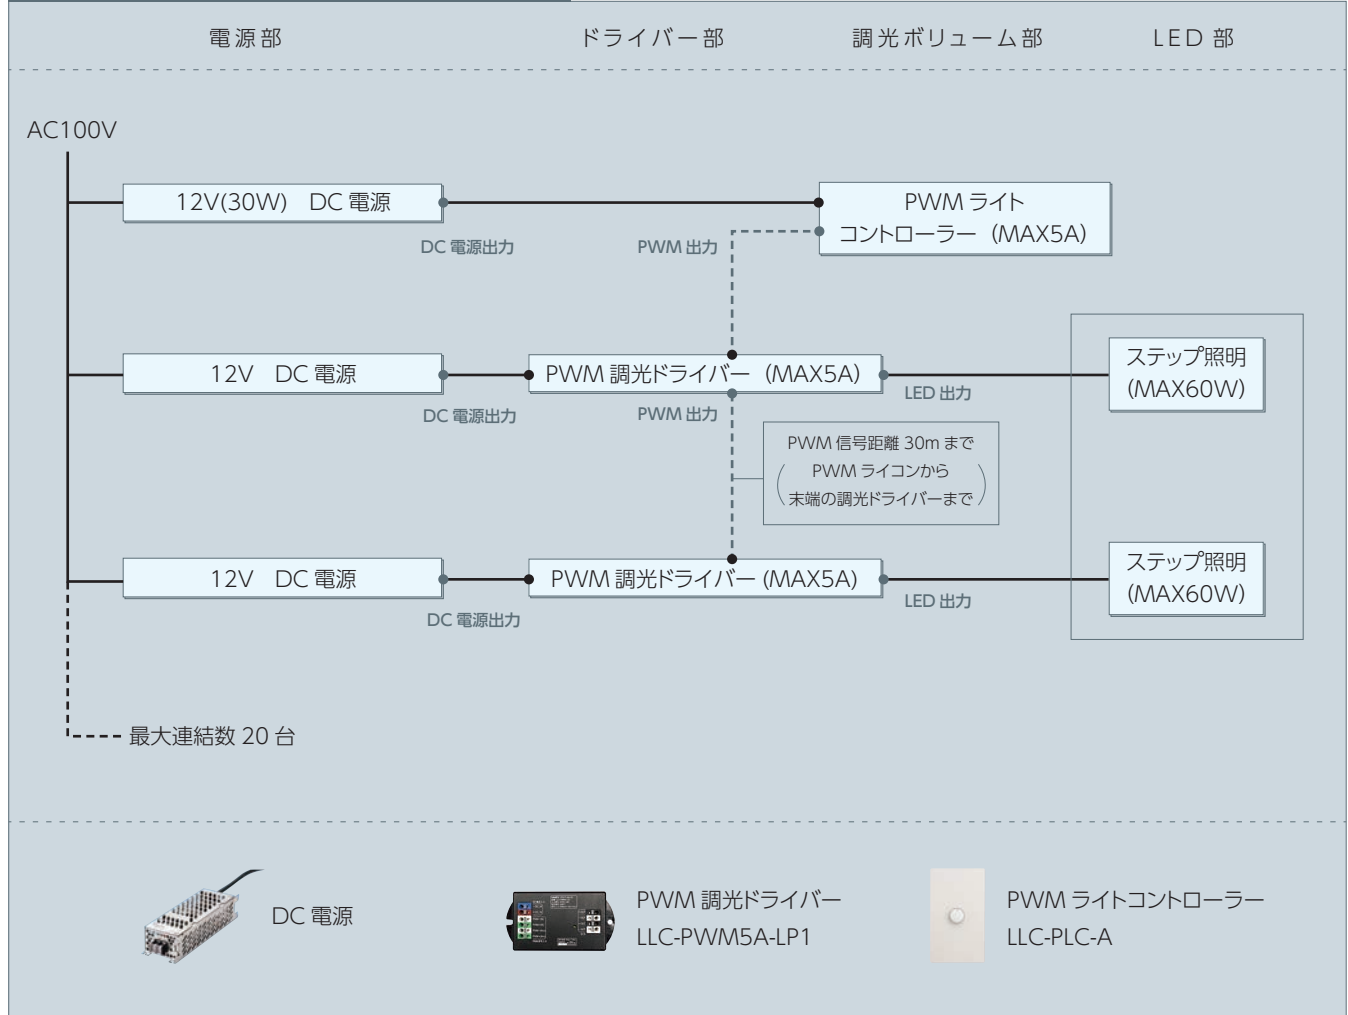 電源部 ドライバー部 調光ボリューム部 LED 部
AC100V
12V(30W) DC 電源
PWM ライト
コントローラー (MAX5A)
DC 電源出力
PWM 出力
12V DC 電源
PWM 調光ドライバー (MAX5A)
ステップ照明
(MAX60W)
DC 電源出力
PWM 出力
LED 出力
PWM 信号距離 30m まで
(PWM ライコンから
末端の調光ドライバーまで)
12V DC 電源
PWM 調光ドライバー (MAX5A)
ステップ照明
(MAX60W)
DC 電源出力
LED 出力
最大連結数 20 台
DC 電源
PWM 調光ドライバー
LLC-PWM5A-LP1
PWM ライトコントローラー
LLC-PLC-A